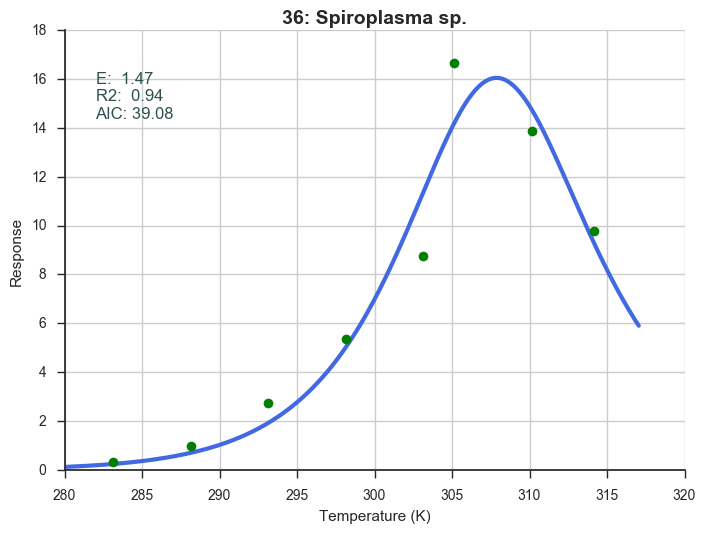 36: Spiroplasma sp.
18
16
14
12
10
8
6
4
2
0
E: 1.47
R2: 0.94
AIC: 39.08
Response
280 285 290 295 300 305 310 315 320
Temperature (K)